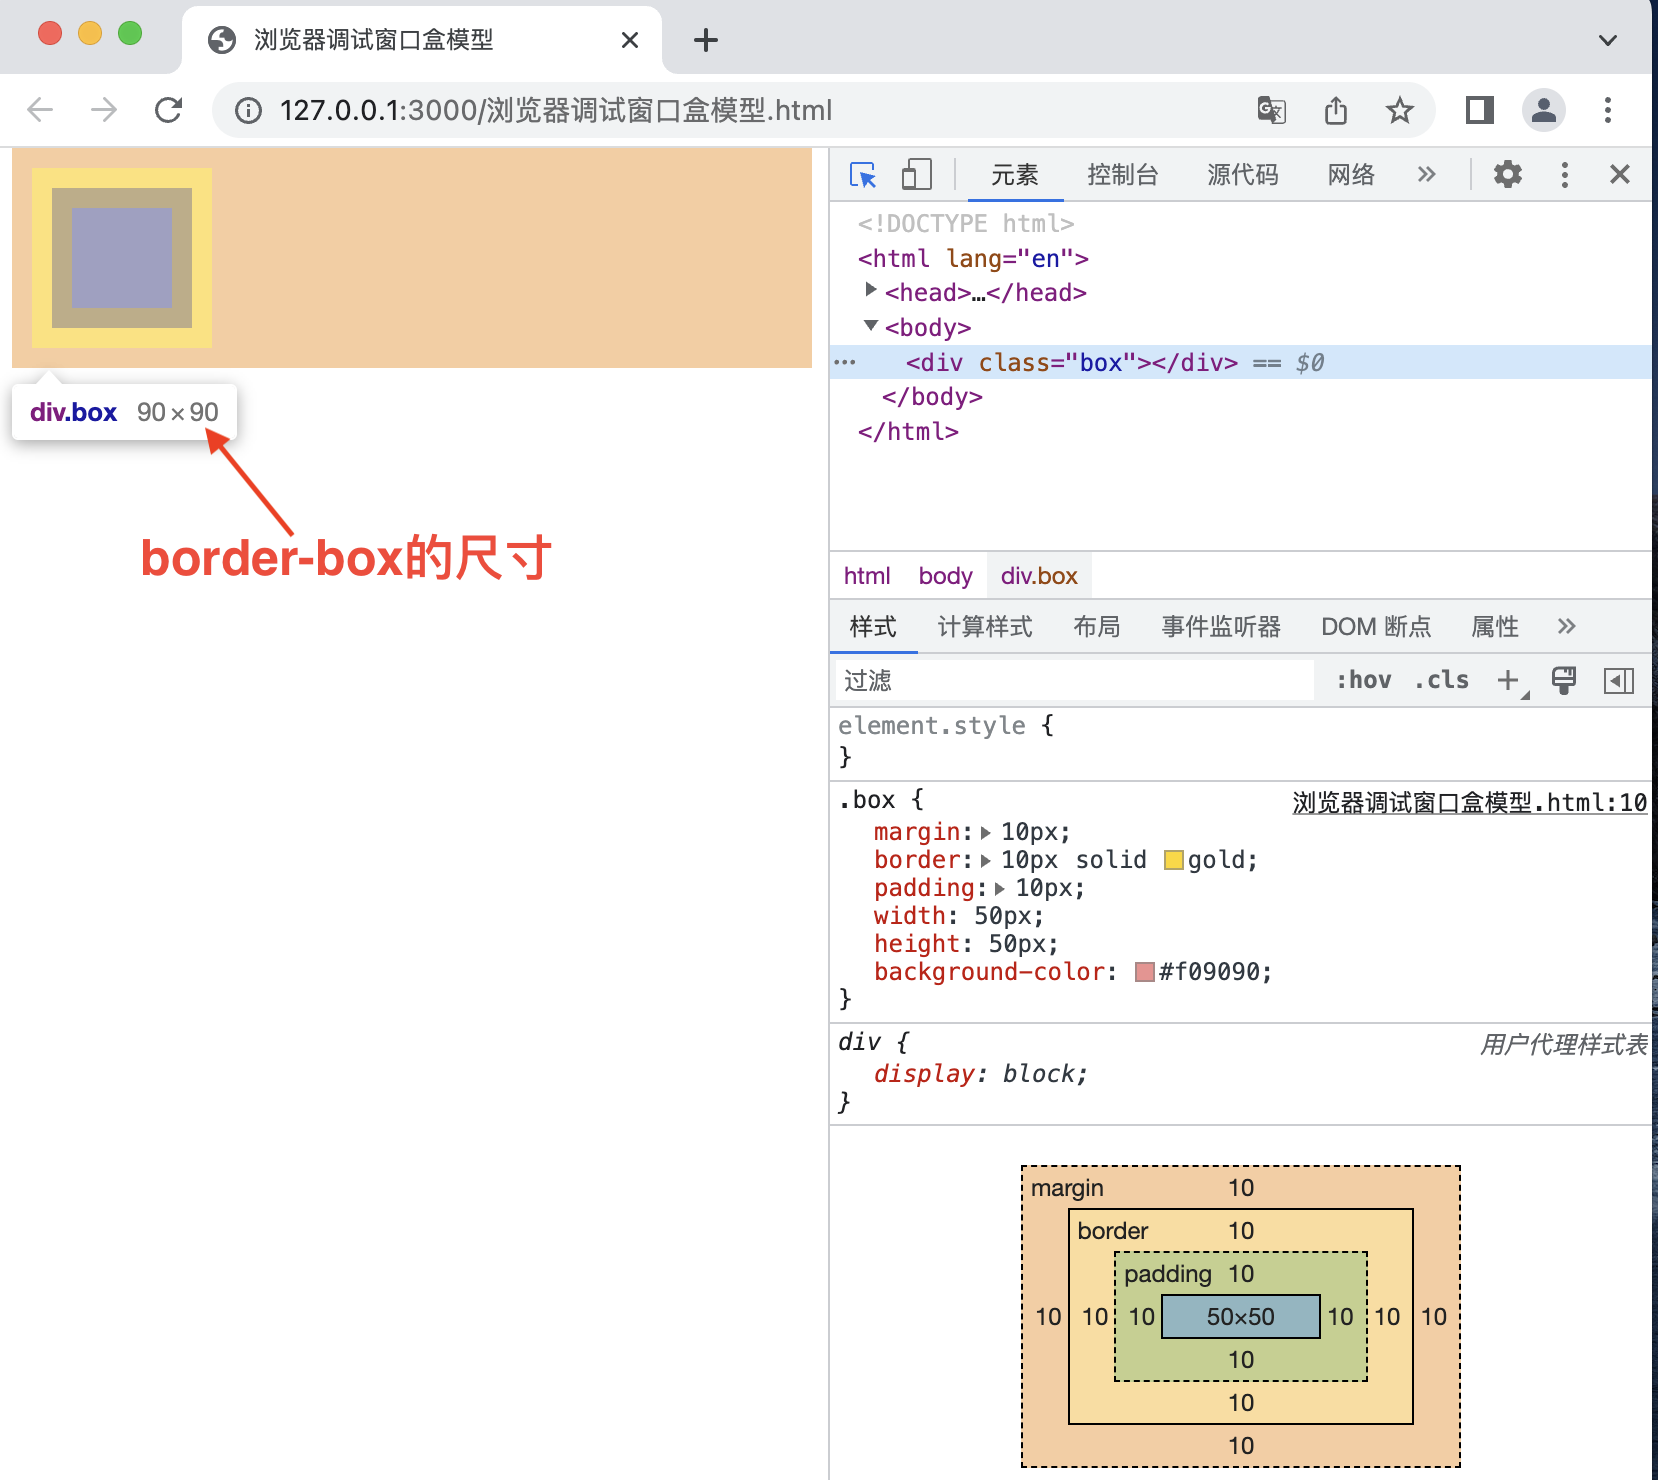 浏览器调试窗口盒模型
127.0.0.1:3000/浏览器调试窗口盒模型.html
div.box 90×90
border-box的尺寸
元素 控制台 源代码 网络
<!DOCTYPE html>
<html lang="en">
<head>…</head>
<body>
<div class="box"></div> == $0
</body>
</html>
html body div.box
样式 计算样式 布局 事件监听器 DOM 断点 属性
过滤 :hov .cls
element.style {
}
.box { 浏览器调试窗口盒模型.html:10
margin: 10px;
border: 10px solid gold;
padding: 10px;
width: 50px;
height: 50px;
background-color: #f09090;
}
div { 用户代理样式表
display: block;
}
margin 10
border 10
padding 10
10 10 10 50×50 10 10 10
10
10
10